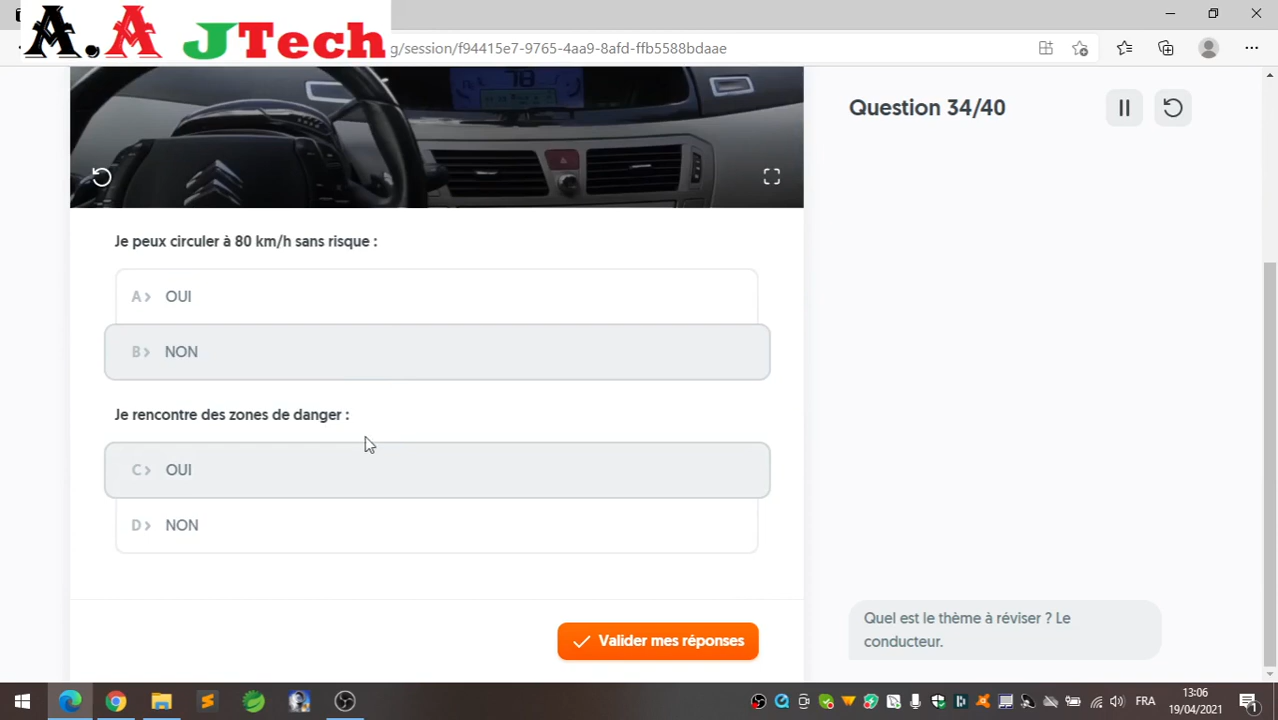 A.A JTech
g/session/f94415e7-9765-4aa9-8afd-ffb5588bdaae
78
Question 34/40
Je peux circuler à 80 km/h sans risque :
A OUI
B NON
Je rencontre des zones de danger :
C OUI
D NON
Valider mes réponses
Quel est le thème à réviser ? Le
conducteur.
FRA
13:06
19/04/2021
1